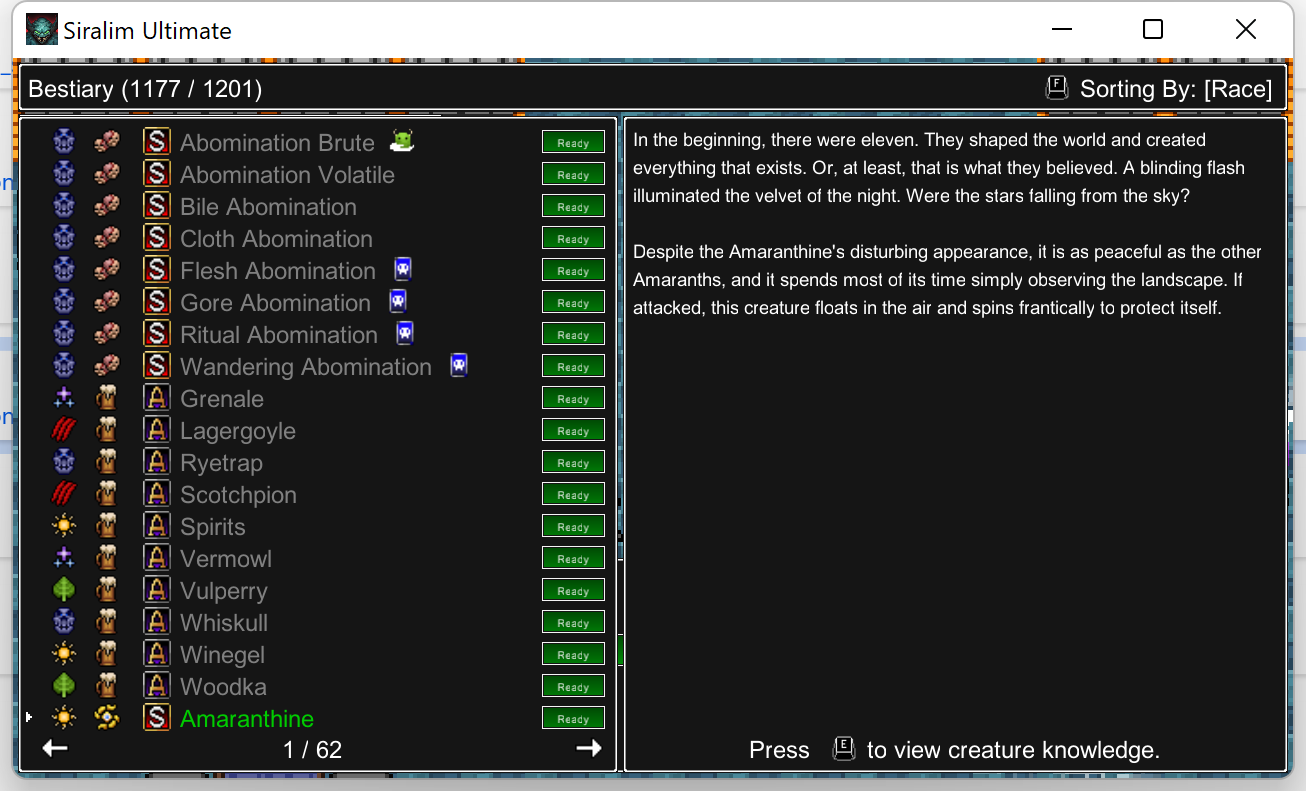 Siralim Ultimate
Bestiary (1177 / 1201)
F Sorting By: [Race]
S Abomination Brute Ready
S Abomination Volatile Ready
S Bile Abomination Ready
S Cloth Abomination Ready
S Flesh Abomination Ready
S Gore Abomination Ready
S Ritual Abomination Ready
S Wandering Abomination Ready
A Grenale Ready
A Lagergoyle Ready
A Ryetrap Ready
A Scotchpion Ready
A Spirits Ready
A Vermowl Ready
A Vulperry Ready
A Whiskull Ready
A Winegel Ready
A Woodka Ready
S Amaranthine Ready
1 / 62
In the beginning, there were eleven. They shaped the world and created
everything that exists. Or, at least, that is what they believed. A blinding flash
illuminated the velvet of the night. Were the stars falling from the sky?
Despite the Amaranthine's disturbing appearance, it is as peaceful as the other
Amaranths, and it spends most of its time simply observing the landscape. If
attacked, this creature floats in the air and spins frantically to protect itself.
Press E to view creature knowledge.